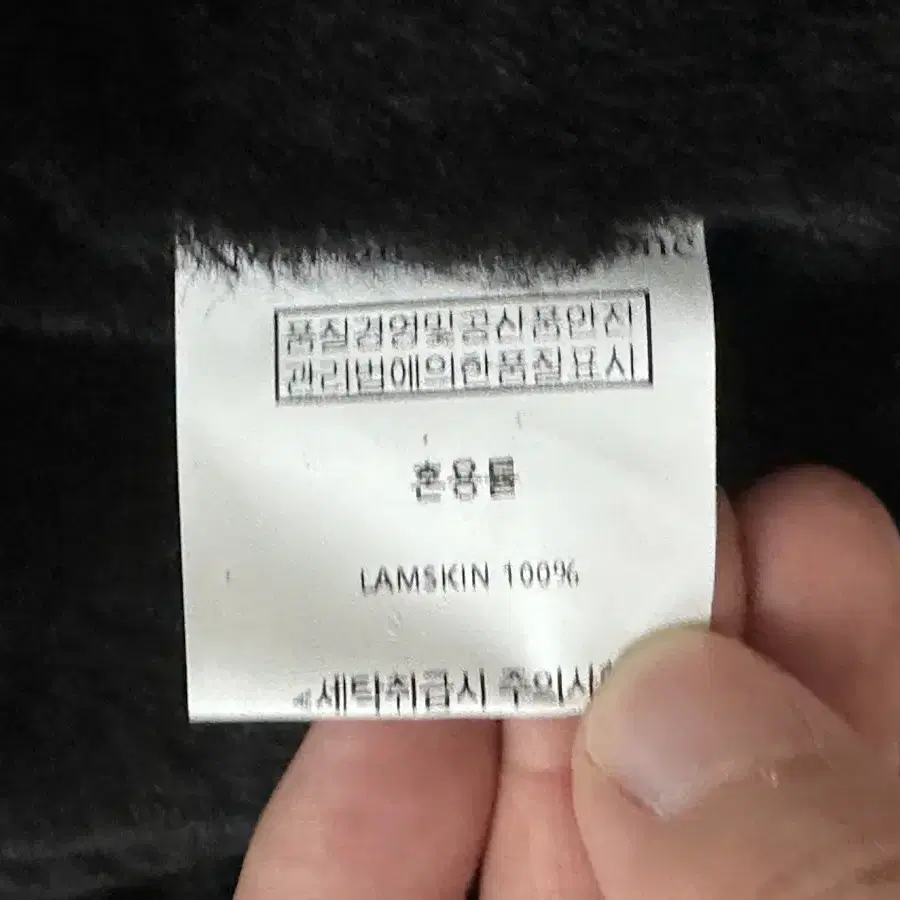 품질경영및공산품안전
관리법에의한품질표시
혼용률
LAMSKIN 100%
세탁취급시 주의사